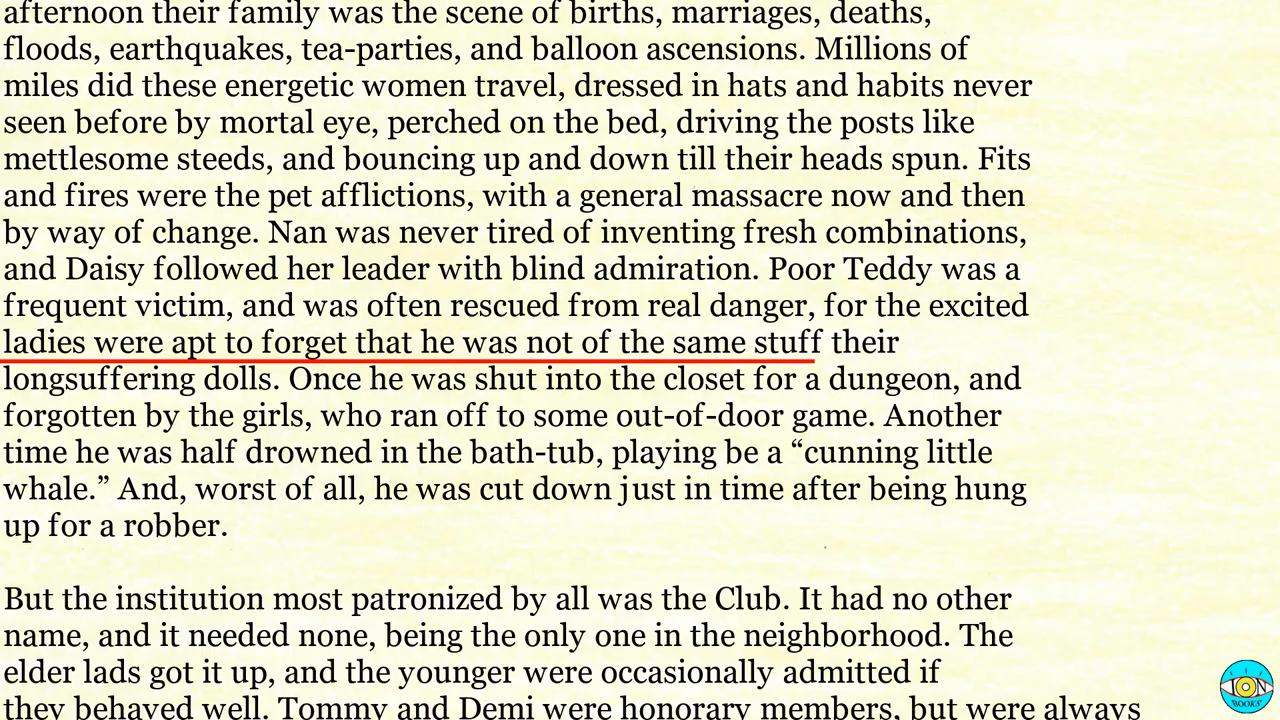 afternoon their family was the scene of births, marriages, deaths,
floods, earthquakes, tea-parties, and balloon ascensions. Millions of
miles did these energetic women travel, dressed in hats and habits never
seen before by mortal eye, perched on the bed, driving the posts like
mettlesome steeds, and bouncing up and down till their heads spun. Fits
and fires were the pet afflictions, with a general massacre now and then
by way of change. Nan was never tired of inventing fresh combinations,
and Daisy followed her leader with blind admiration. Poor Teddy was a
frequent victim, and was often rescued from real danger, for the excited
ladies were apt to forget that he was not of the same stuff their
longsuffering dolls. Once he was shut into the closet for a dungeon, and
forgotten by the girls, who ran off to some out-of-door game. Another
time he was half drowned in the bath-tub, playing be a “cunning little
whale.” And, worst of all, he was cut down just in time after being hung
up for a robber.
But the institution most patronized by all was the Club. It had no other
name, and it needed none, being the only one in the neighborhood. The
elder lads got it up, and the younger were occasionally admitted if
they behaved well. Tommy and Demi were honorary members, but were always
ION
BOOKS